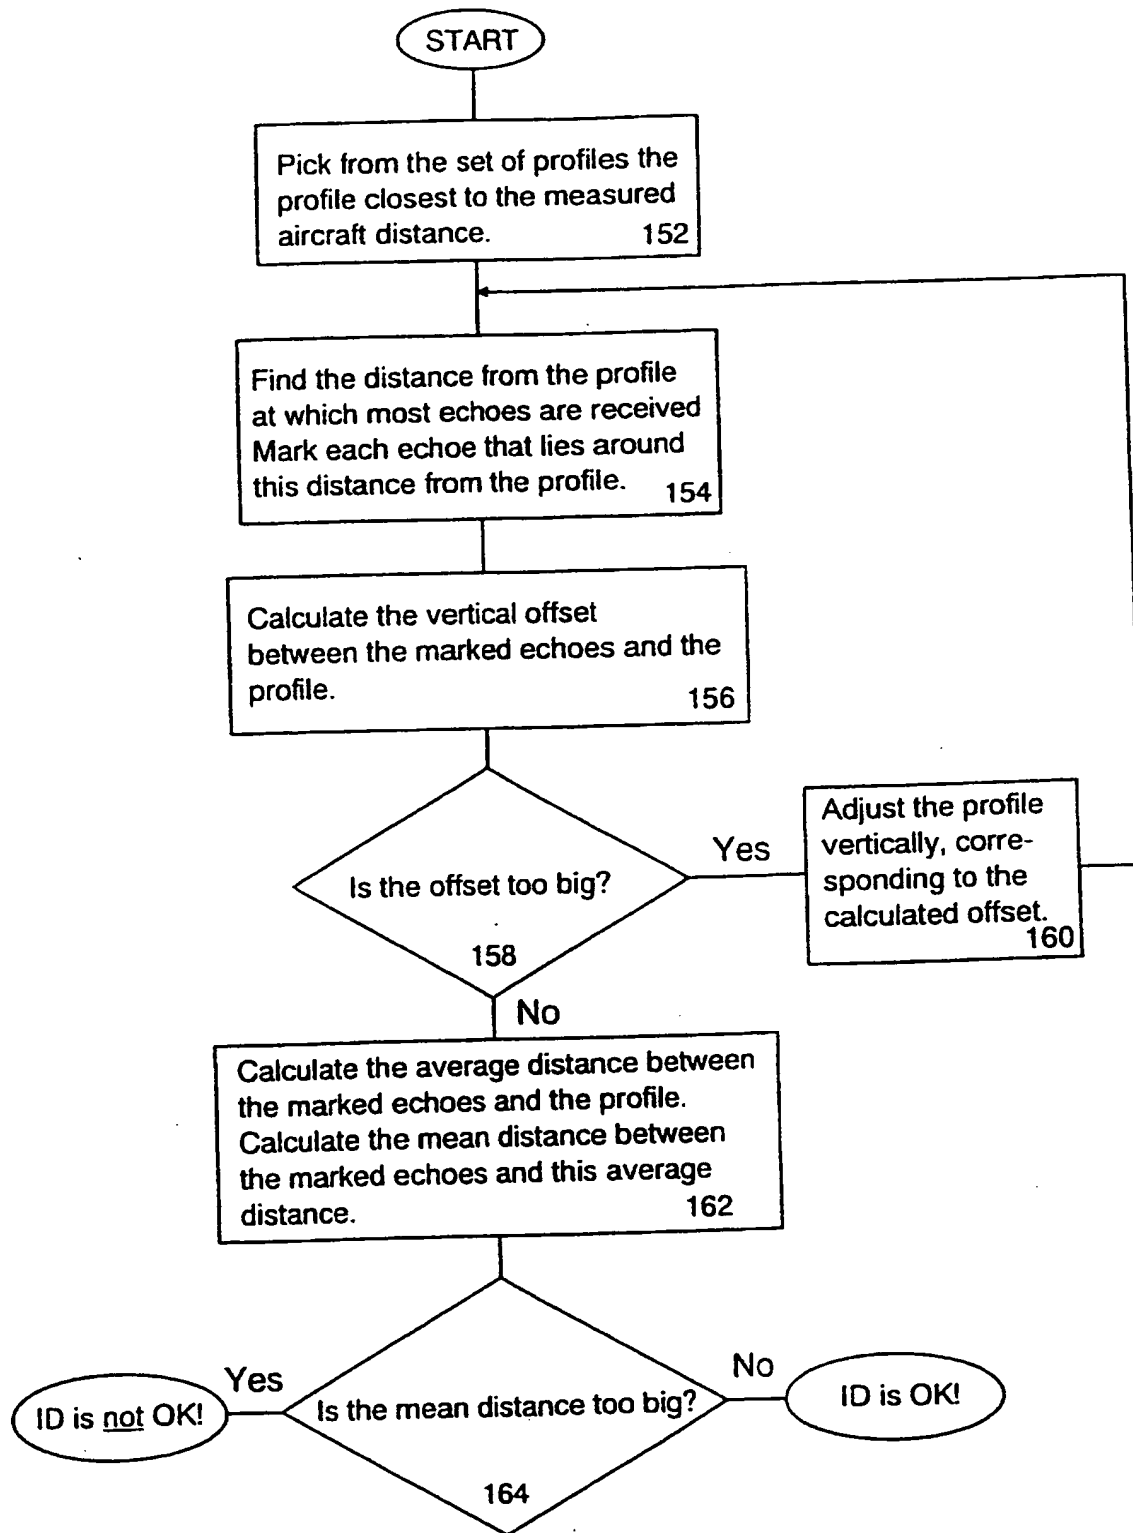 START
Pick from the set of profiles the
profile closest to the measured
aircraft distance.
152
Find the distance from the profile
at which most echoes are received
Mark each echoe that lies around
this distance from the profile.
154
Calculate the vertical offset
between the marked echoes and the
profile.
156
Is the offset too big?
158
Yes
Adjust the profile
vertically, corre-
sponding to the
calculated offset.
160
No
Calculate the average distance between
the marked echoes and the profile.
Calculate the mean distance between
the marked echoes and this average
distance.
162
Is the mean distance too big?
164
Yes
ID is not OK!
No
ID is OK!